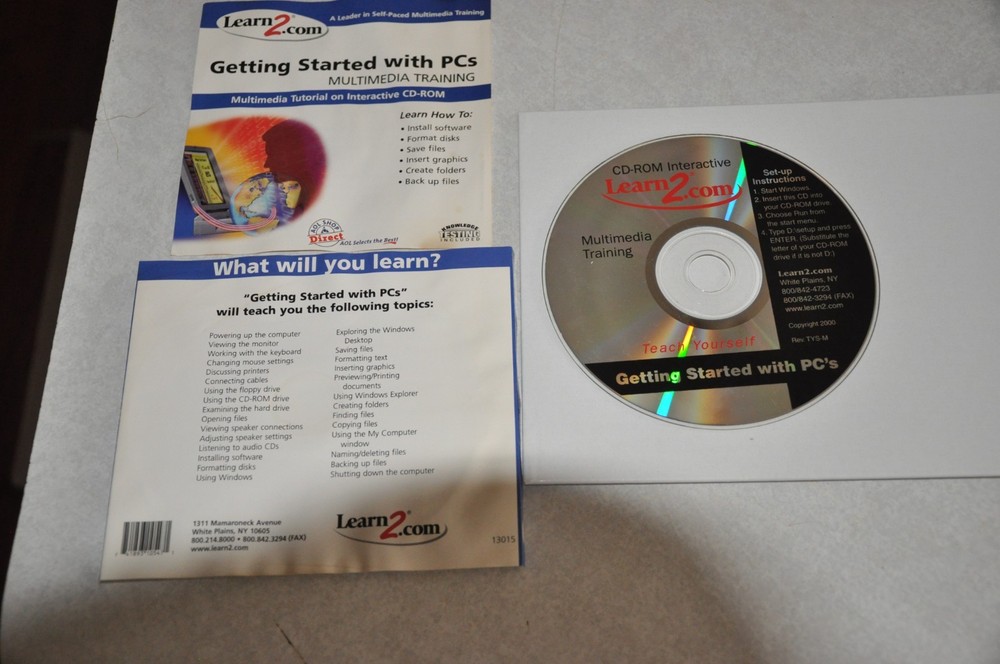 Learn2.com
A Leader in Self-Paced Multimedia Training
Getting Started with PCs
MULTIMEDIA TRAINING
Multimedia Tutorial on Interactive CD-ROM
Learn How To:
• Install software
• Format disks
• Save files
• Insert graphics
• Create folders
• Back up files
AOL SHOP
Direct
AOL Selects the Best!
KNOWLEDGE
TESTING
INCLUDED
What will you learn?
“Getting Started with PCs”
will teach you the following topics:
Powering up the computer
Viewing the monitor
Working with the keyboard
Changing mouse settings
Discussing printers
Connecting cables
Using the floppy drive
Using the CD-ROM drive
Examining the hard drive
Opening files
Viewing speaker connections
Adjusting speaker settings
Listening to audio CDs
Installing software
Formatting disks
Using Windows
Exploring the Windows
Desktop
Saving files
Formatting text
Inserting graphics
Previewing/Printing
documents
Using Windows Explorer
Creating folders
Finding files
Copying files
Using the My Computer
window
Naming/deleting files
Backing up files
Shutting down the computer
1311 Mamaroneck Avenue
White Plains, NY 10605
800.214.8000 • 800.842.3294 (FAX)
www.learn2.com
Learn2.com
13015
CD-ROM Interactive
Learn2.com
Multimedia
Training
Set-up
Instructions
1. Start Windows.
2. Insert this CD into
your CD-ROM drive.
3. Choose Run from
the start menu.
4. Type D:\setup and press
ENTER. (Substitute the
letter of your CD-ROM
drive if it is not D:)
Learn2.com
White Plains, NY
800/842-4723
800/842-3294 (FAX)
www.learn2.com
Copyright 2000
Rev. TYS-M
Teach Yourself
Getting Started with PC's